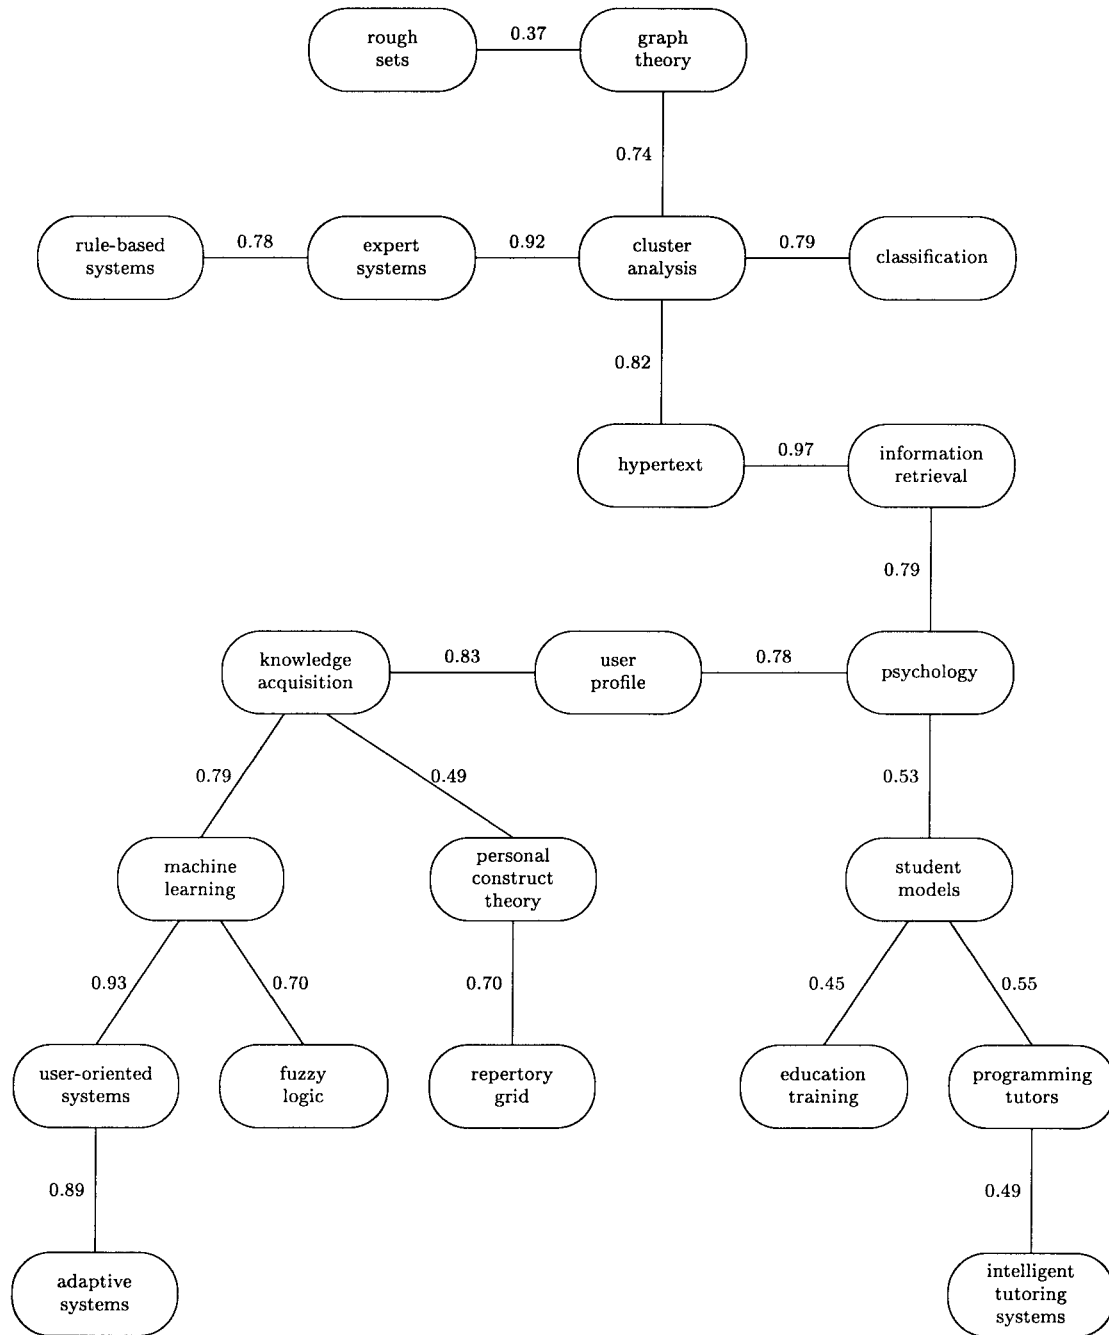 rough
sets
0.37
graph
theory
0.74
rule-based
systems
0.78
expert
systems
0.92
cluster
analysis
0.79
classification
0.82
hypertext
0.97
information
retrieval
0.79
knowledge
acquisition
0.83
user
profile
0.78
psychology
0.79
0.49
0.53
machine
learning
personal
construct
theory
student
models
0.93
0.70
0.70
0.45
0.55
user-oriented
systems
fuzzy
logic
repertory
grid
education
training
programming
tutors
0.89
0.49
adaptive
systems
intelligent
tutoring
systems